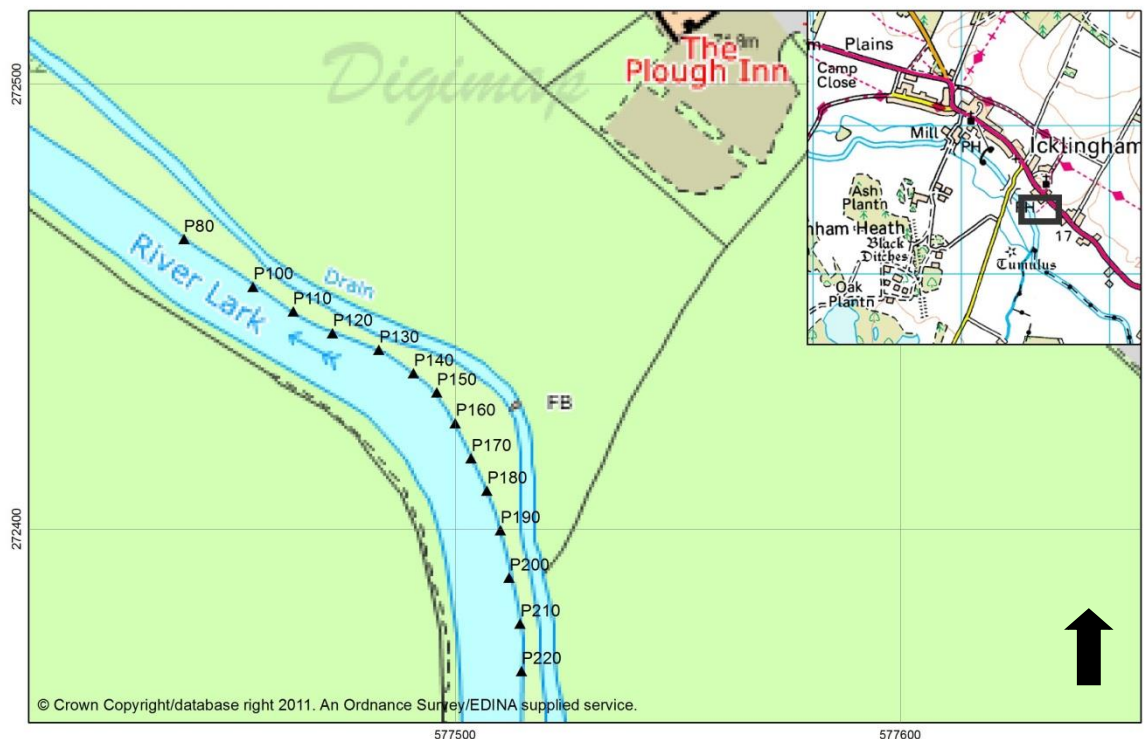 Digimap
71.8m
The
Plough Inn
272500
272400
P80
P100
P110
P120
P130
P140
P150
P160
P170
P180
P190
P200
P210
P220
River Lark
Drain
FB
© Crown Copyright/database right 2011. An Ordnance Survey/EDINA supplied service.
577500
577600
Plains
Camp
Close
Mill
PH
Icklingham
Ash
Plantn
nham Heath
Black
Ditches
Oak
Plantn
Tumulus
17